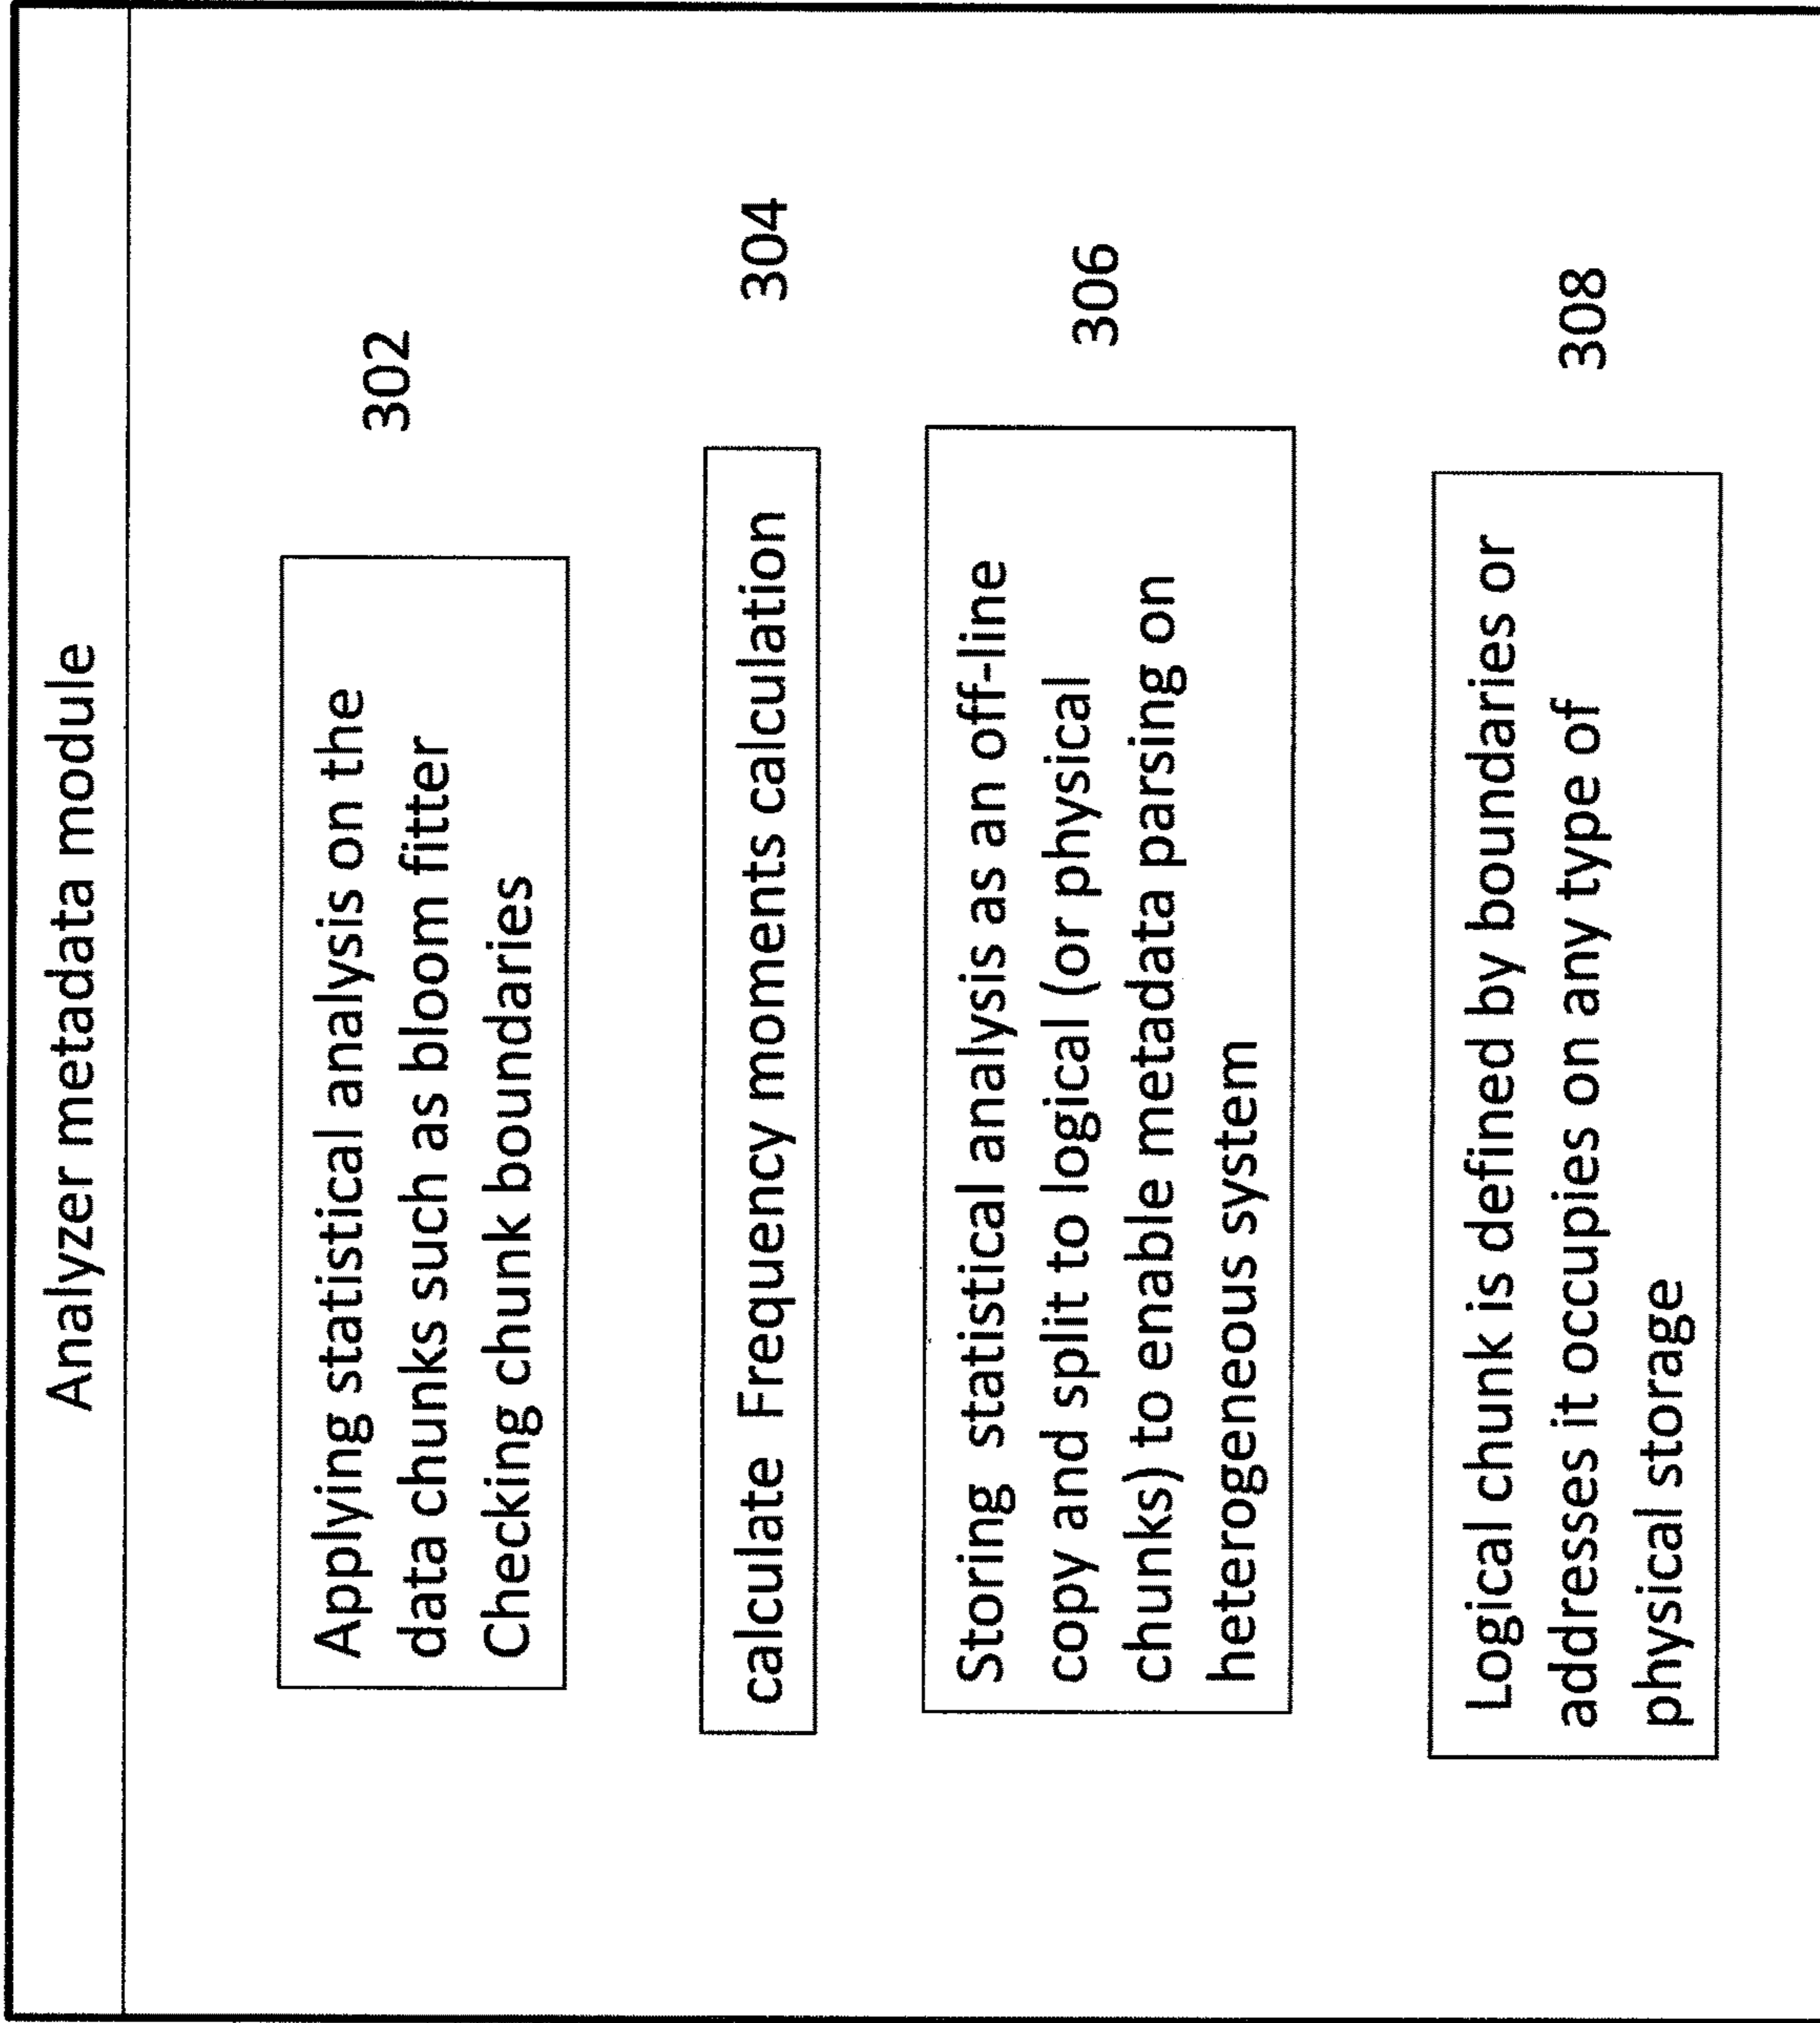 Analyzer metadata module
Applying statistical analysis on the
data chunks such as bloom fitter
Checking chunk boundaries
302
calculate Frequency moments calculation
304
Storing statistical analysis as an off-line
copy and split to logical (or physical
chunks) to enable metadata parsing on
heterogeneous system
306
Logical chunk is defined by boundaries or
addresses it occupies on any type of
physical storage
308